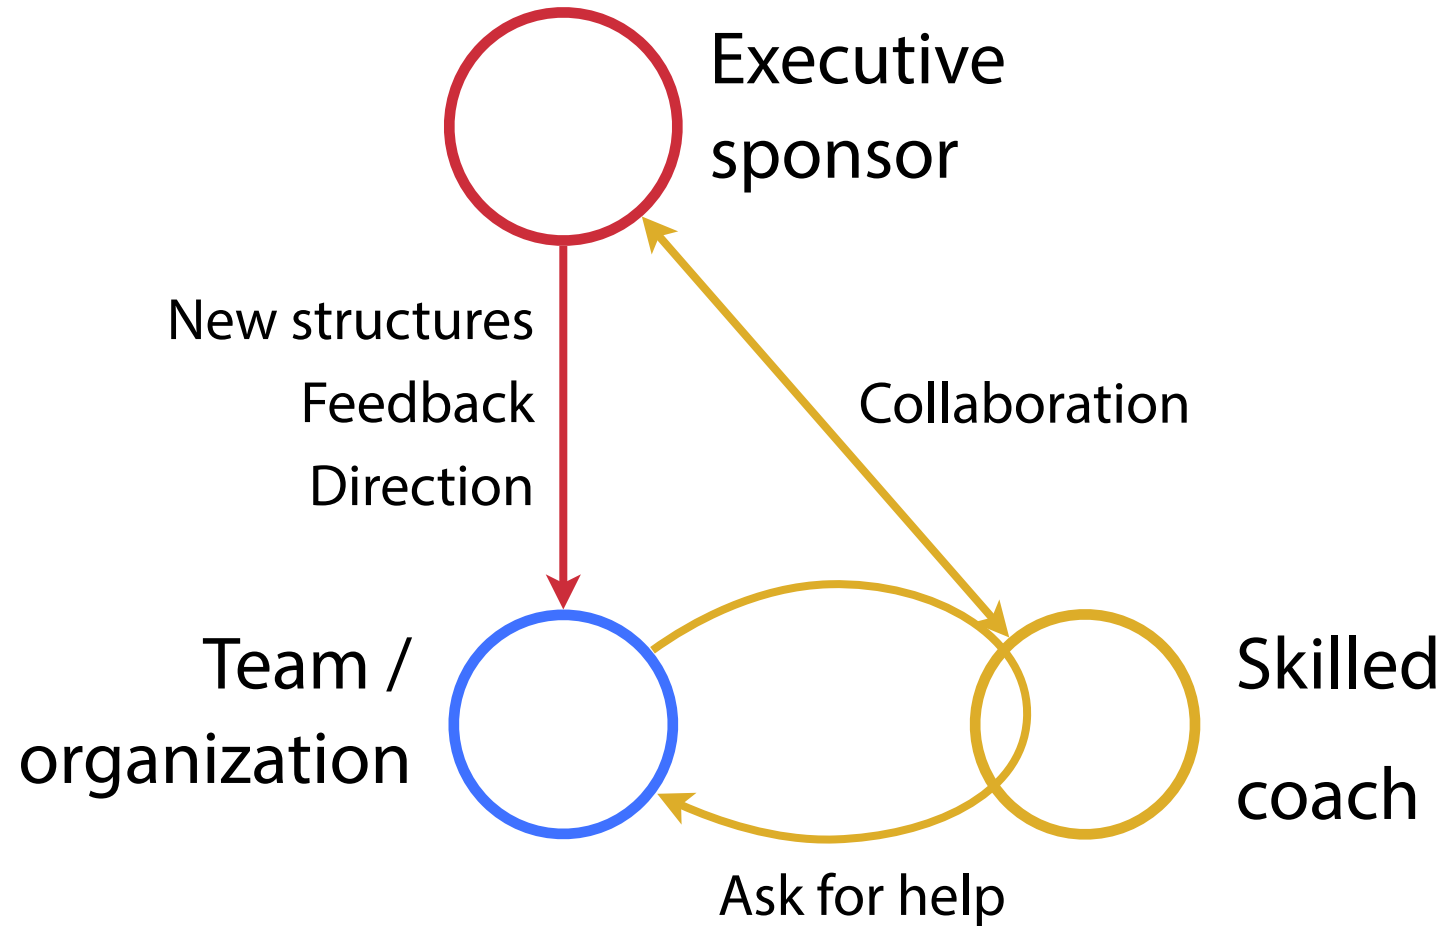 Executive
sponsor
New structures
Feedback
Direction
Collaboration
Team /
organization
Skilled
coach
Ask for help